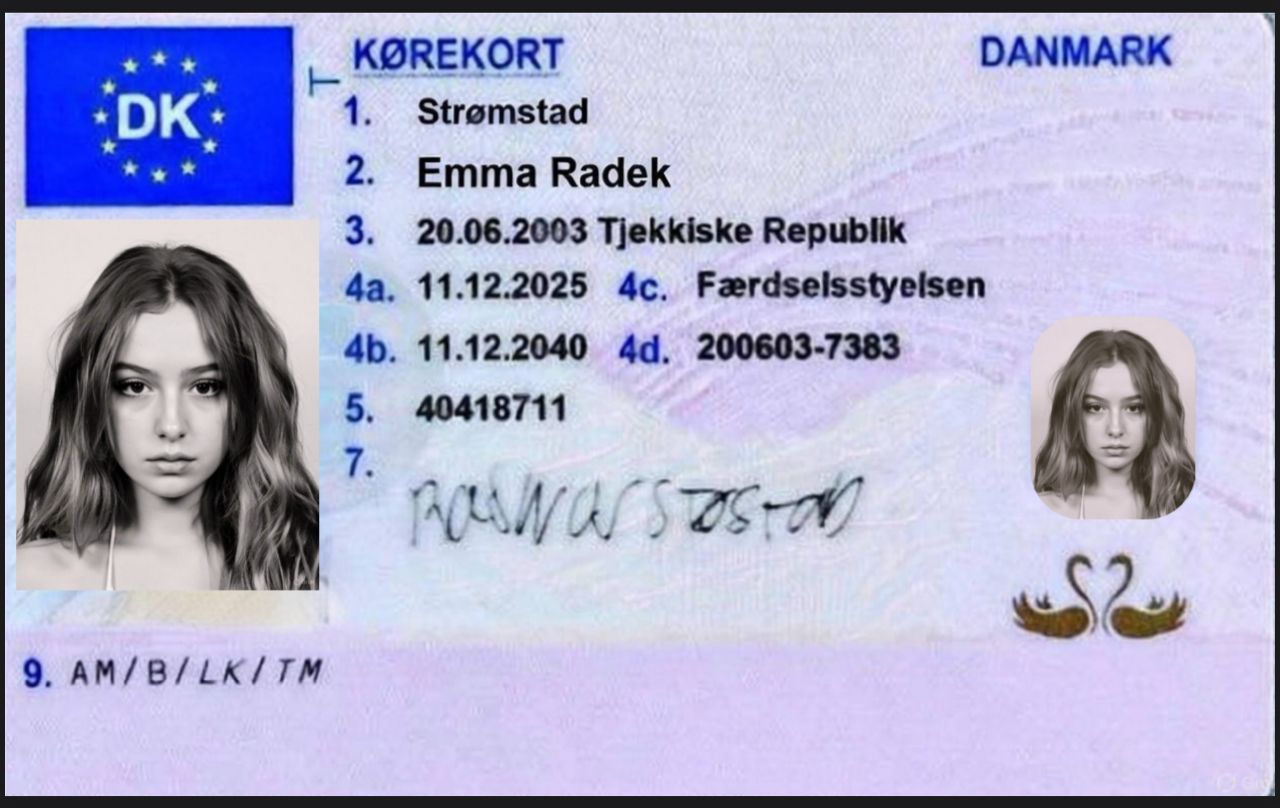 DK
KØREKORT DANMARK
1. Strømstad
2. Emma Radek
3. 20.06.2003 Tjekkiske Republik
4a. 11.12.2025 4c. Færdselsstyelsen
4b. 11.12.2040 4d. 200603-7383
5. 40418711
7.
9. AM/B/LK/TM